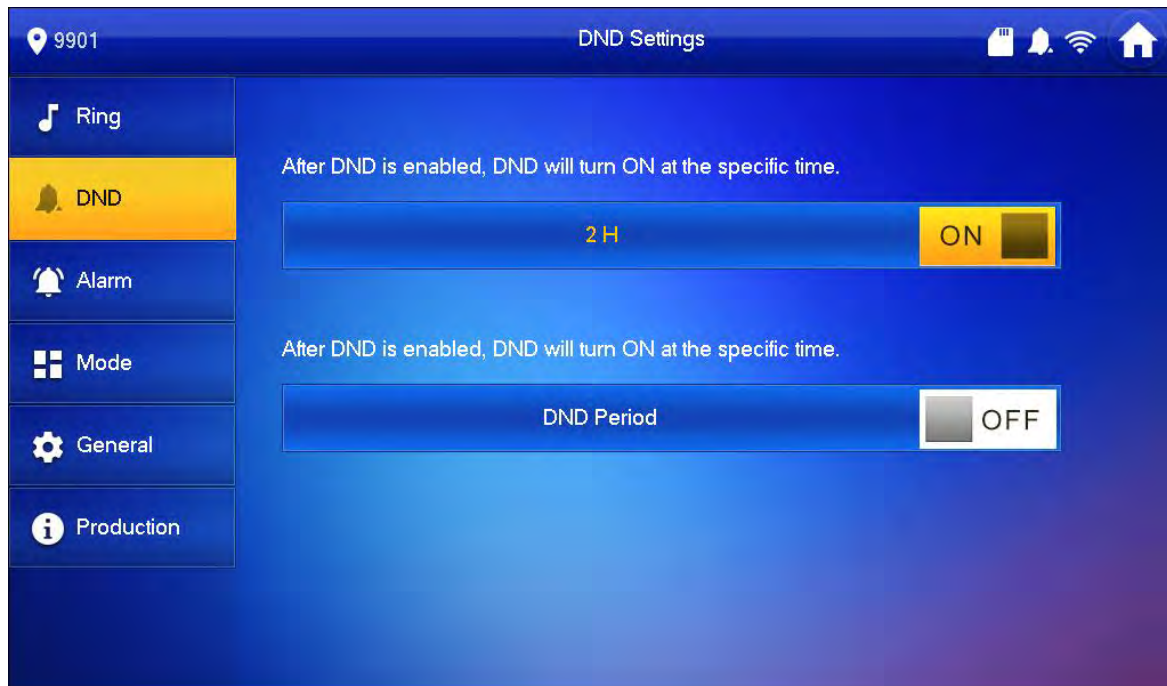 9901
DND Settings
Ring
DND
Alarm
Mode
General
Production
After DND is enabled, DND will turn ON at the specific time.
2 H
ON
After DND is enabled, DND will turn ON at the specific time.
DND Period
OFF